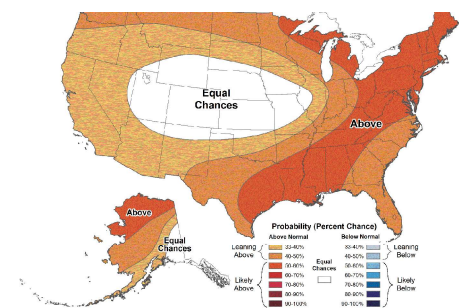 Equal
Chances
Above
Above
Equal
Chances
Probability (Percent Chance)
Above Normal
Below Normal
Leaning
Above
33-40%
40-50%
Likely
Above
50-60%
60-70%
70-80%
80-90%
90-100%
Equal
Chances
33-40%
40-50%
Leaning
Below
50-60%
60-70%
70-80%
80-90%
90-100%
Likely
Below